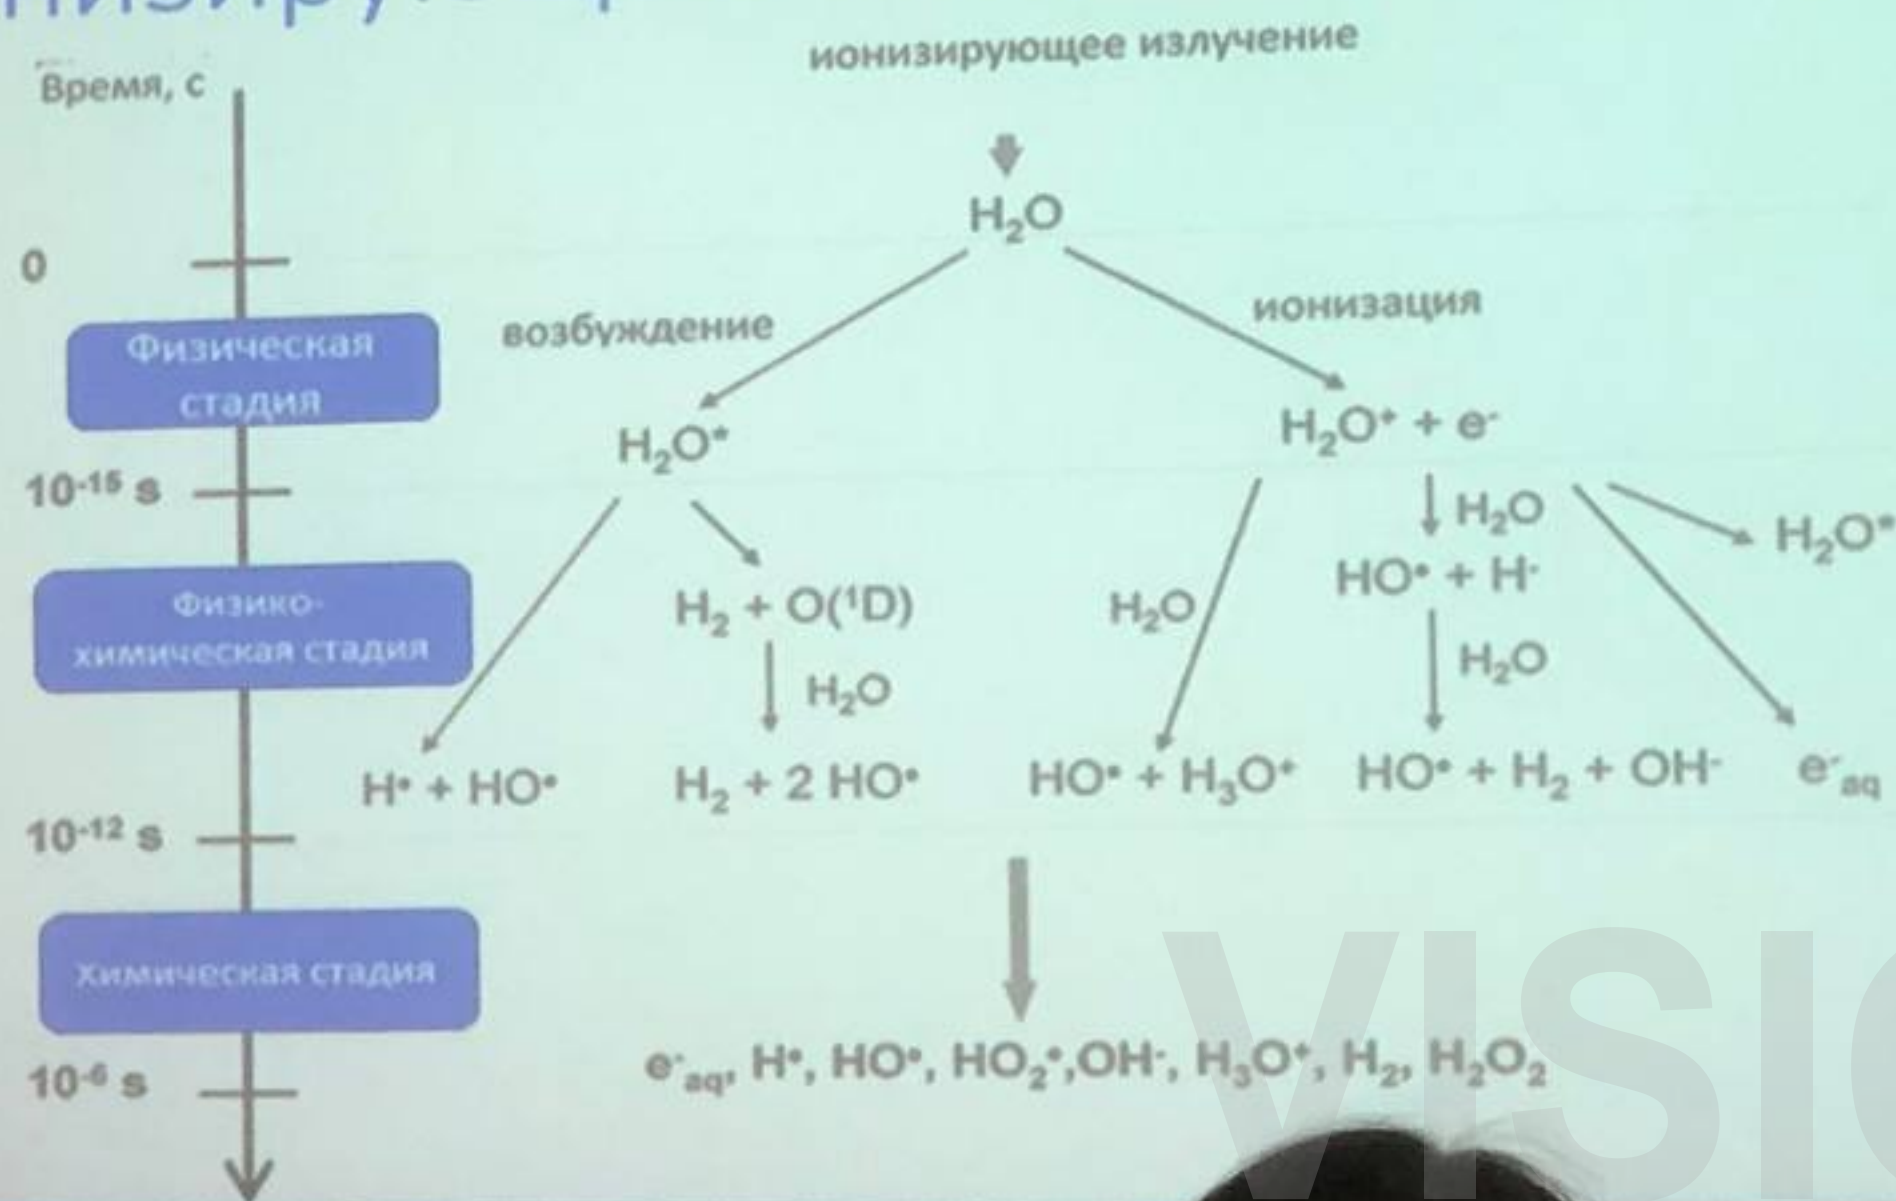 Время, с
ионизирующее излучение
H₂O
0
возбуждение
ионизация
Физическая
стадия
H₂O*
H₂O⁺ + e⁻
10⁻¹⁵ s
H₂O
H₂O*
Физико-
химическая стадия
H₂ + O(¹D)
H₂O
HO• + H⁻
H₂O
H₂O
H• + HO•
H₂ + 2 HO•
HO• + H₃O⁺
HO• + H₂ + OH⁻
e⁻aq
10⁻¹² s
Химическая стадия
10⁻⁶ s
e⁻aq, H•, HO•, HO₂•,OH⁻, H₃O⁺, H₂, H₂O₂